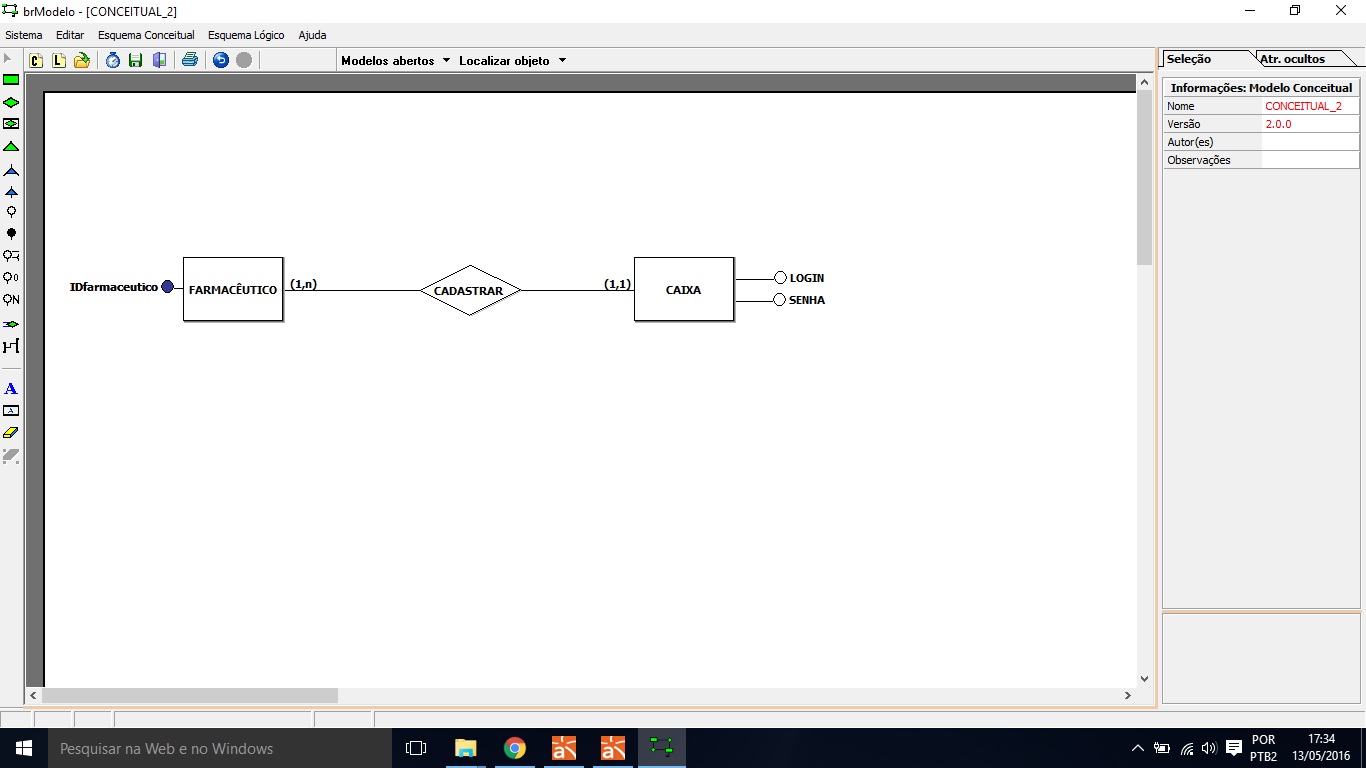 brModelo - [CONCEITUAL_2]
Sistema Editar Esquema Conceitual Esquema Lógico Ajuda
C L Modelos abertos Localizar objeto
Seleção Atr. ocultos
Informações: Modelo Conceitual
Nome CONCEITUAL_2
Versão 2.0.0
Autor(es)
Observações
IDfarmaceutico FARMACÊUTICO (1,n) CADASTRAR (1,1) CAIXA LOGIN
SENHA
0
N
A
A
Pesquisar na Web e no Windows
POR
PTB2
17:34
13/05/2016